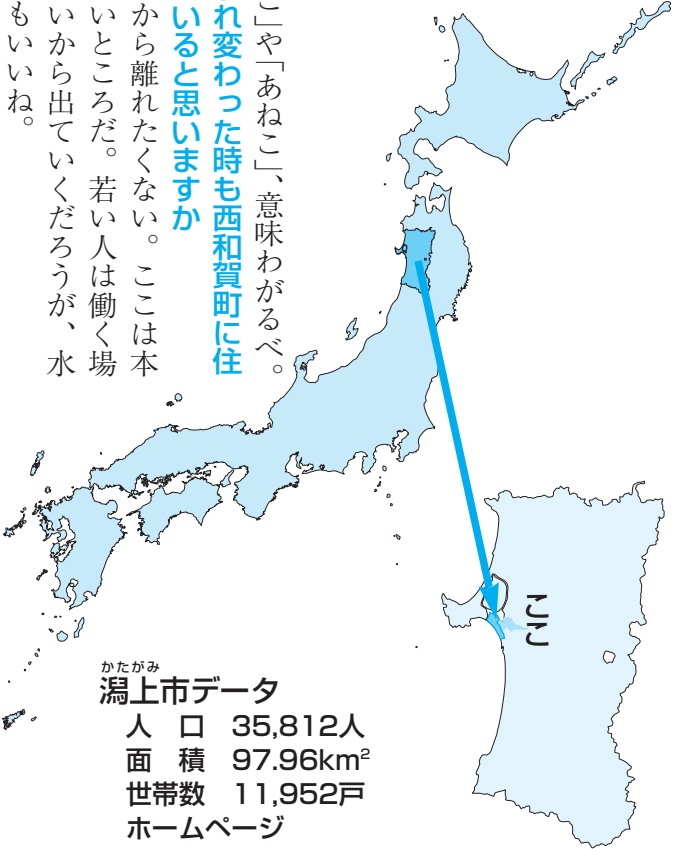 こ」や「あねこ」、意味わがるべ。
れ変わった時も西和賀町に住
いると思いますか
から離れたくない。ここは本
いところだ。若い人は働く場
いから出ていくだろうが、水
もいいね。
ここ
かたがみ
潟上市データ
人　口　35,812人
面　積　97.96km²
世帯数　11,952戸
ホームページ